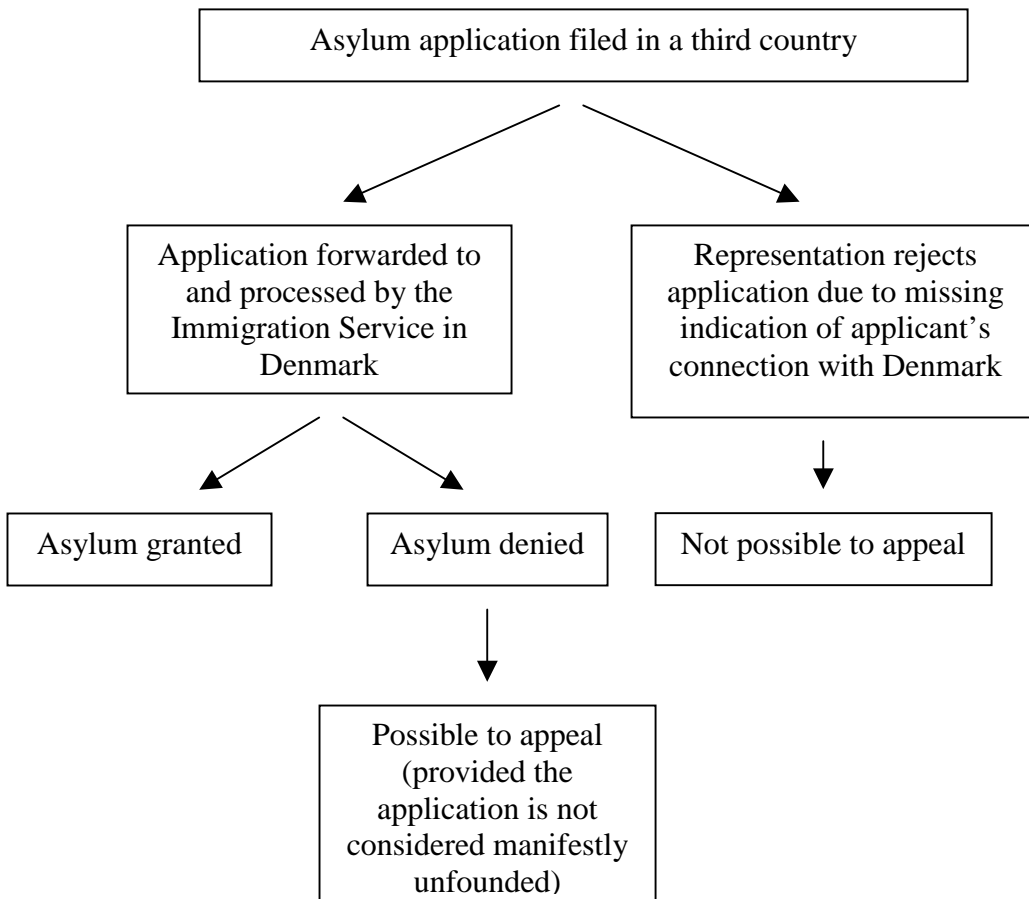 Asylum application filed in a third country
Application forwarded to
and processed by the
Immigration Service in
Denmark
Representation rejects
application due to missing
indication of applicant’s
connection with Denmark
Asylum granted
Asylum denied
Not possible to appeal
Possible to appeal
(provided the
application is not
considered manifestly
unfounded)